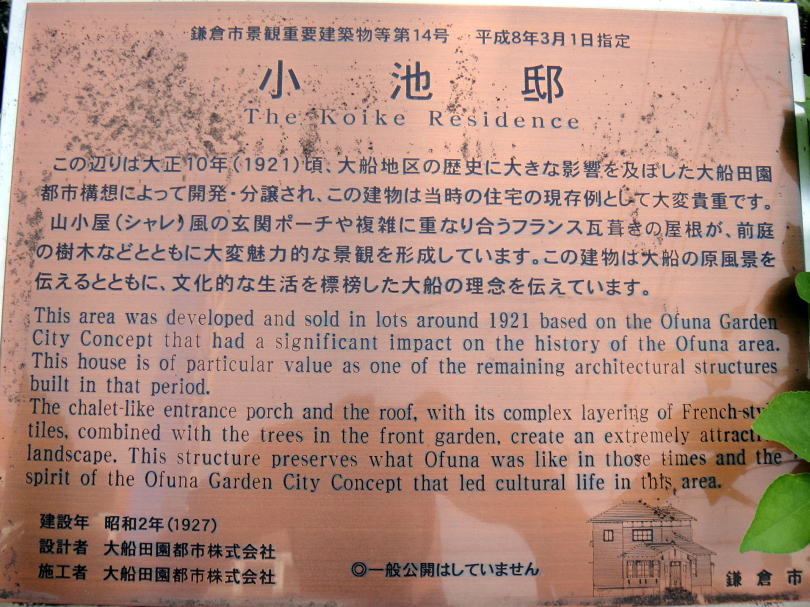 鎌倉市景観重要建築物等第14号　平成8年3月1日指定
小池邸
The Koike Residence
この辺りは大正10年(1921)頃、大船地区の歴史に大きな影響を及ぼした大船田園
都市構想によって開発・分譲され、この建物は当時の住宅の現存例として大変貴重です。
山小屋(シャレー)風の玄関ポーチや複雑に重なり合うフランス瓦葺きの屋根が、前庭
の樹木などとともに大変魅力的な景観を形成しています。この建物は大船の原風景を
伝えるとともに、文化的な生活を標榜した大船の理念を伝えています。
This area was developed and sold in lots around 1921 based on the Ofuna Garden
City Concept that had a significant impact on the history of the Ofuna area.
This house is of particular value as one of the remaining architectural structures
built in that period.
The chalet-like entrance porch and the roof, with its complex layering of French-sty
tiles, combined with the trees in the front garden, create an extremely attracti
landscape. This structure preserves what Ofuna was like in those times and the
spirit of the Ofuna Garden City Concept that led cultural life in this area.
建設年　昭和2年(1927)
設計者　大船田園都市株式会社
施工者　大船田園都市株式会社
◎一般公開はしていません
鎌倉市